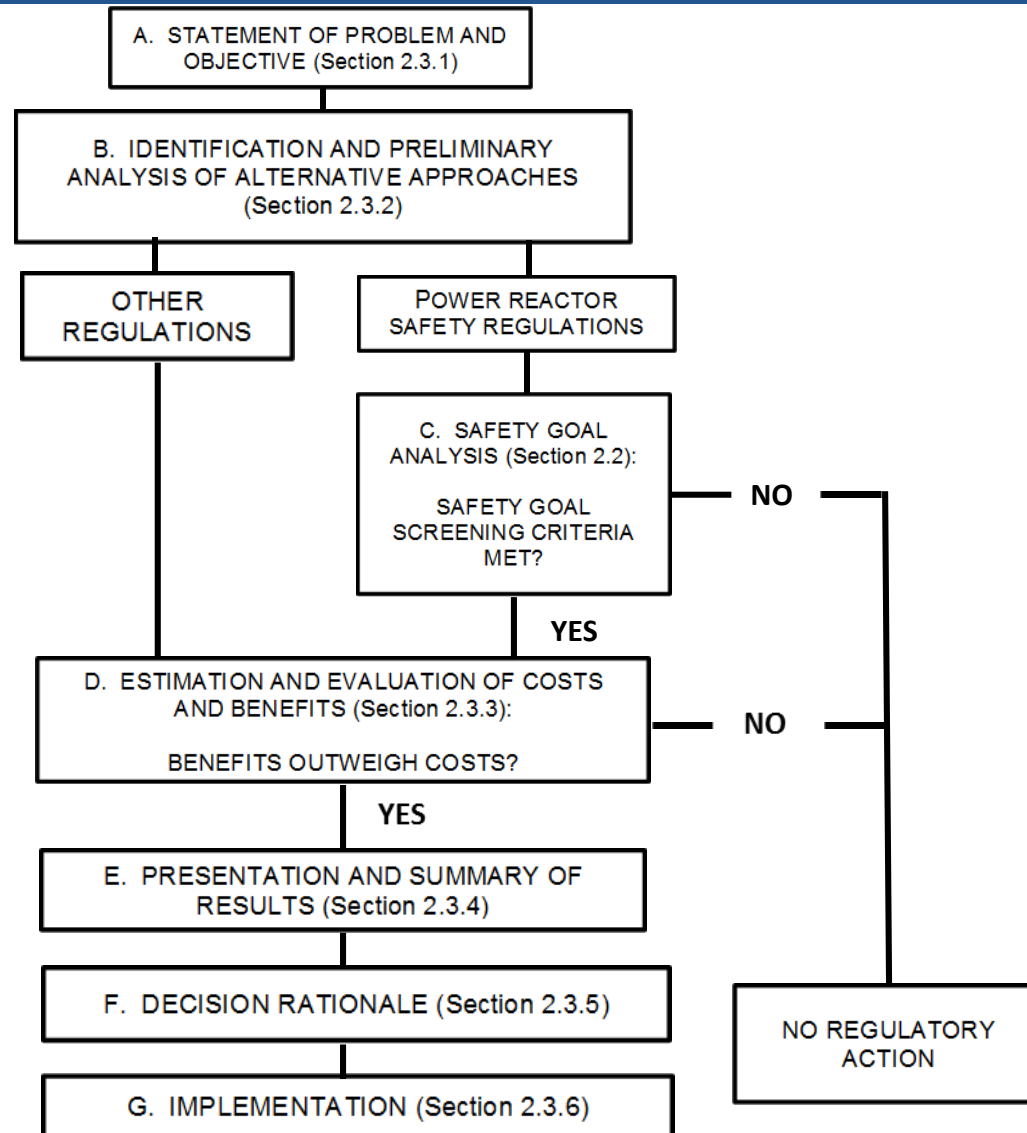 A. STATEMENT OF PROBLEM AND
OBJECTIVE (Section 2.3.1)
B. IDENTIFICATION AND PRELIMINARY
ANALYSIS OF ALTERNATIVE APPROACHES
(Section 2.3.2)
OTHER
REGULATIONS
POWER REACTOR
SAFETY REGULATIONS
C. SAFETY GOAL
ANALYSIS (Section 2.2):
SAFETY GOAL
SCREENING CRITERIA
MET?
NO
YES
D. ESTIMATION AND EVALUATION OF COSTS
AND BENEFITS (Section 2.3.3):
BENEFITS OUTWEIGH COSTS?
NO
YES
E. PRESENTATION AND SUMMARY OF
RESULTS (Section 2.3.4)
F. DECISION RATIONALE (Section 2.3.5)
NO REGULATORY
ACTION
G. IMPLEMENTATION (Section 2.3.6)